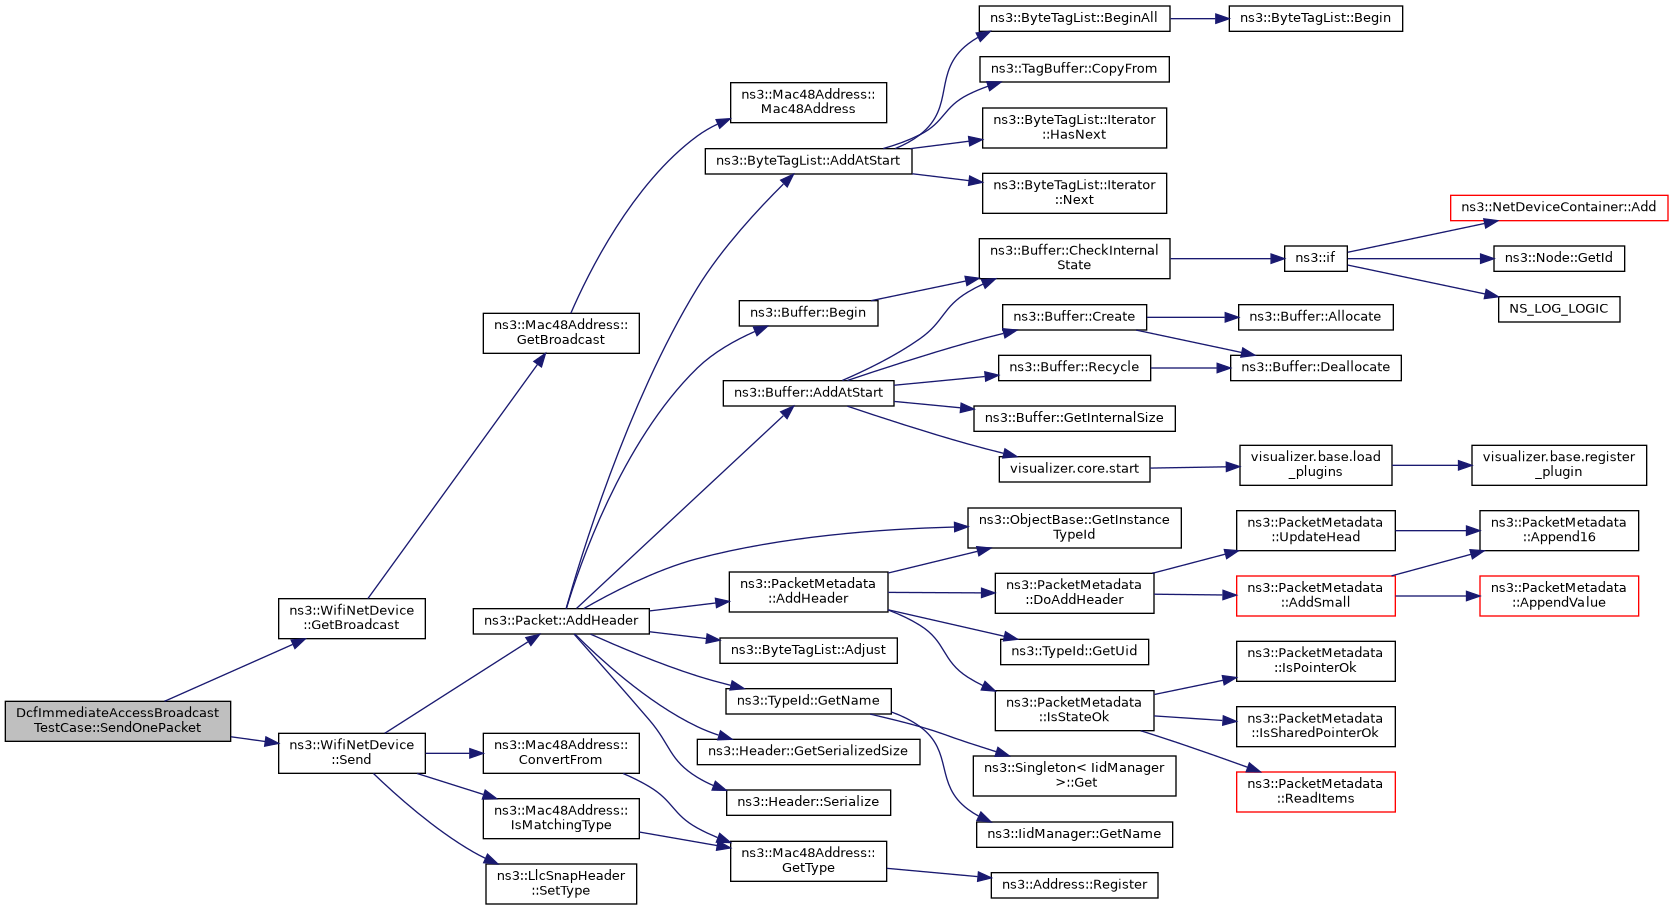 DcfImmediateAccessBroadcast
TestCase::SendOnePacket
ns3::WifiNetDevice
::GetBroadcast
ns3::WifiNetDevice
::Send
ns3::Mac48Address::
GetBroadcast
ns3::Packet::AddHeader
ns3::Mac48Address::
ConvertFrom
ns3::Mac48Address::
IsMatchingType
ns3::LlcSnapHeader
::SetType
ns3::Mac48Address::
Mac48Address
ns3::ByteTagList::AddAtStart
ns3::Buffer::Begin
ns3::Buffer::AddAtStart
ns3::PacketMetadata
::AddHeader
ns3::ByteTagList::Adjust
ns3::TypeId::GetName
ns3::Header::GetSerializedSize
ns3::Header::Serialize
ns3::Mac48Address::
GetType
ns3::ByteTagList::BeginAll
ns3::TagBuffer::CopyFrom
ns3::ByteTagList::Iterator
::HasNext
ns3::ByteTagList::Iterator
::Next
ns3::Buffer::CheckInternal
State
ns3::Buffer::Create
ns3::Buffer::Recycle
ns3::Buffer::GetInternalSize
visualizer.core.start
ns3::ObjectBase::GetInstance
TypeId
ns3::PacketMetadata
::DoAddHeader
ns3::TypeId::GetUid
ns3::PacketMetadata
::IsStateOk
ns3::Singleton< IidManager
>::Get
ns3::IidManager::GetName
ns3::Address::Register
ns3::ByteTagList::Begin
ns3::if
ns3::Buffer::Allocate
ns3::Buffer::Deallocate
visualizer.base.load
_plugins
ns3::PacketMetadata
::UpdateHead
ns3::PacketMetadata
::AddSmall
ns3::PacketMetadata
::IsPointerOk
ns3::PacketMetadata
::IsSharedPointerOk
ns3::PacketMetadata
::ReadItems
ns3::NetDeviceContainer::Add
ns3::Node::GetId
NS_LOG_LOGIC
visualizer.base.register
_plugin
ns3::PacketMetadata
::Append16
ns3::PacketMetadata
::AppendValue